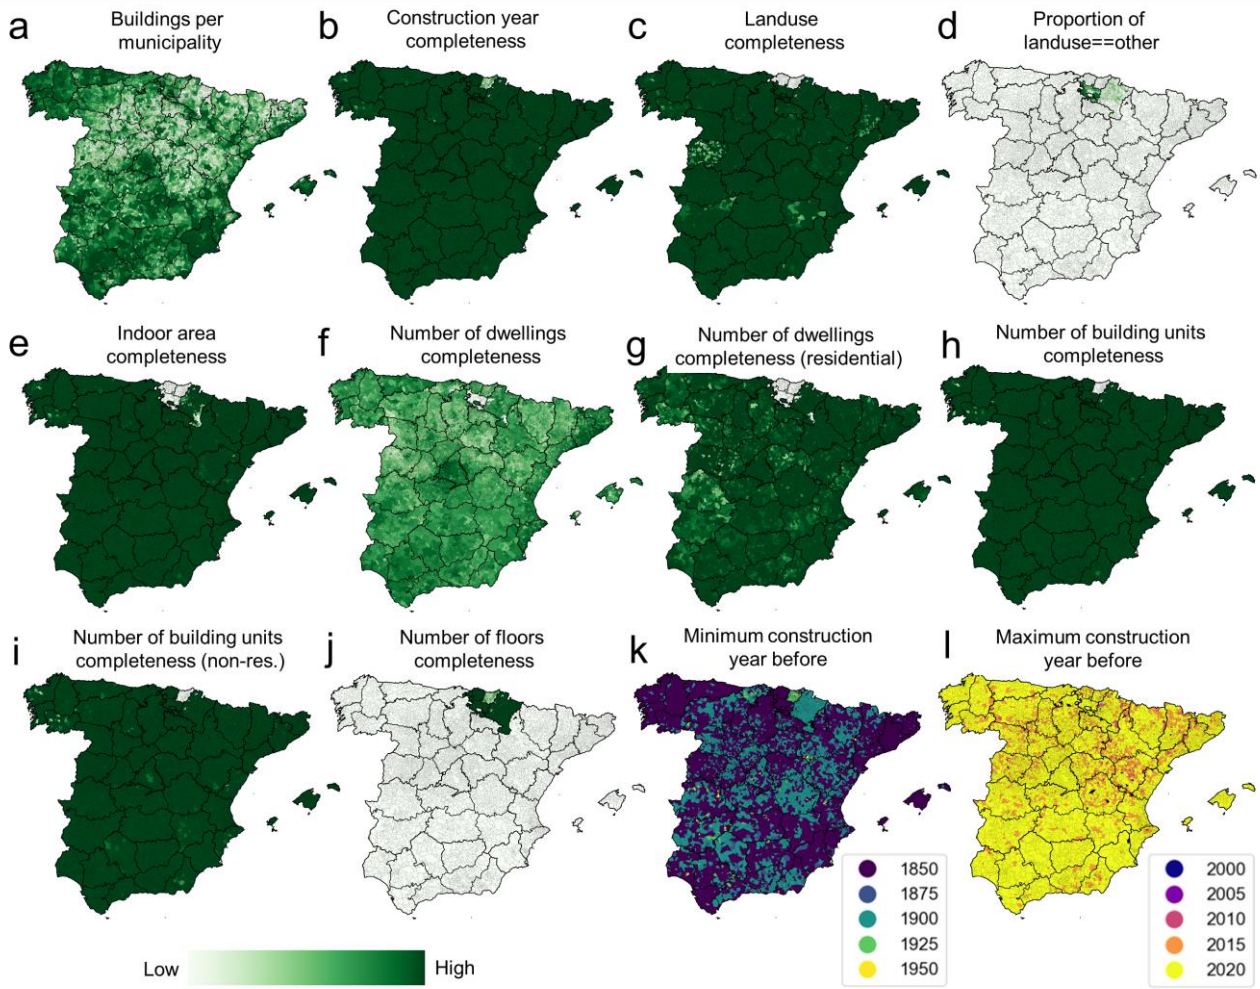 a
Buildings per
municipality
b
Construction year
completeness
c
Landuse
completeness
d
Proportion of
landuse==other
e
Indoor area
completeness
f
Number of dwellings
completeness
g
Number of dwellings
completeness (residential)
h
Number of building units
completeness
i
Number of building units
completeness (non-res.)
j
Number of floors
completeness
k
Minimum construction
year before
1850
1875
1900
1925
1950
l
Maximum construction
year before
2000
2005
2010
2015
2020
Low
High